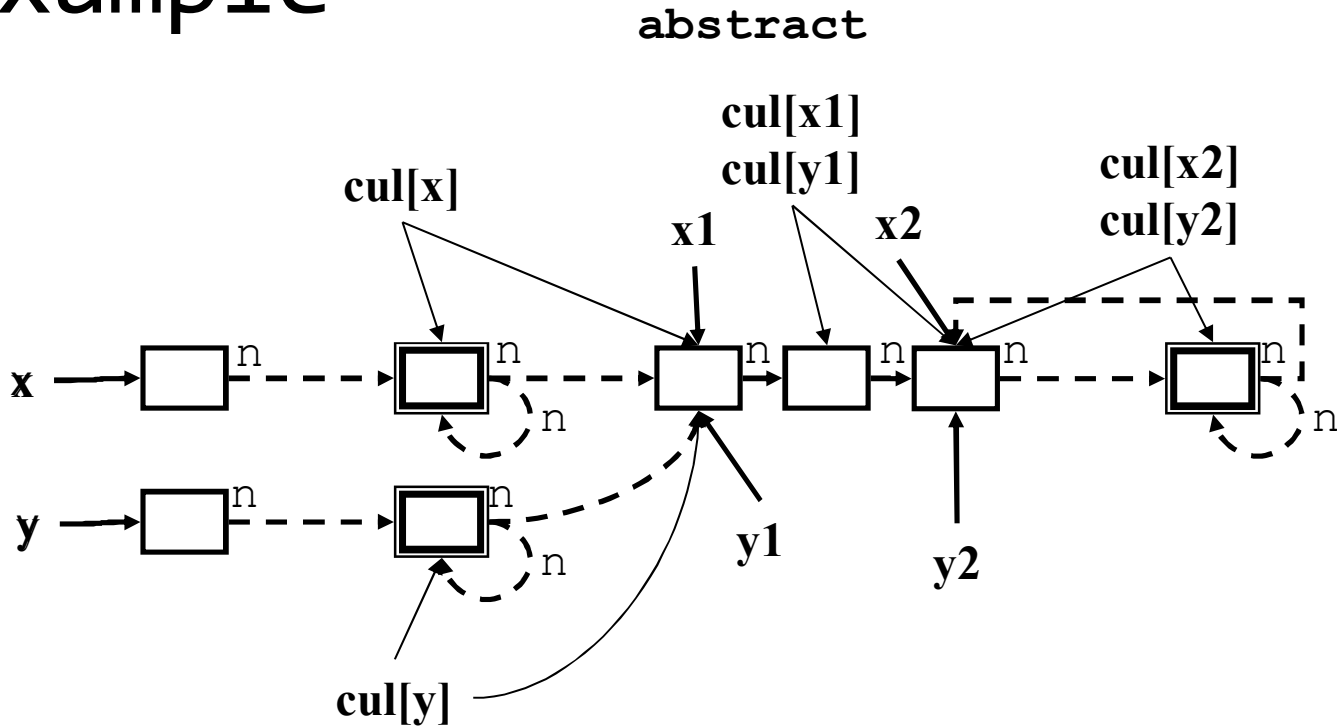 xample
abstract
cul[x1]
cul[y1]
cul[x2]
cul[y2]
cul[x]
x1
x2
n
n
n
n
n
n
x
n
n
n
n
y
n
y1
y2
cul[y]